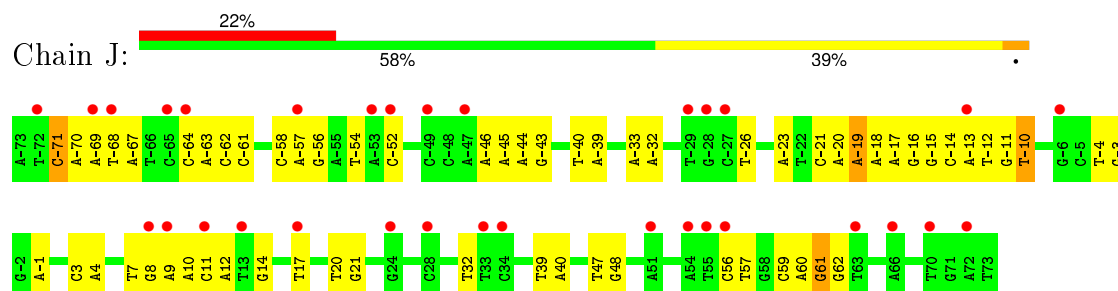 22%
Chain J:
58% 39% •
A-73 T-72 C-71 A-70 A-69 T-68 A-67 T-66 C-65 C-64 A-63 C-62 C-61 C-58 A-57 G-56 A-55 T-54 A-53 C-52 C-49 C-48 A-47 A-46 A-45 A-44 G-43 T-40 A-39 A-33 A-32 T-29 G-28 C-27 T-26 A-23 T-22 C-21 A-20 A-19 A-18 A-17 G-16 G-15 C-14 A-13 T-12 G-11 T-10 G-6 C-5 T-4 C-3
G-2 A-1 C3 A4 T7 G8 A9 A10 C11 A12 T13 G14 T17 T20 G21 G24 C28 T32 T33 C34 T39 A40 T47 G48 A51 A54 T55 C56 T57 G58 C59 A60 G61 G62 T63 A66 T70 G71 A72 T73